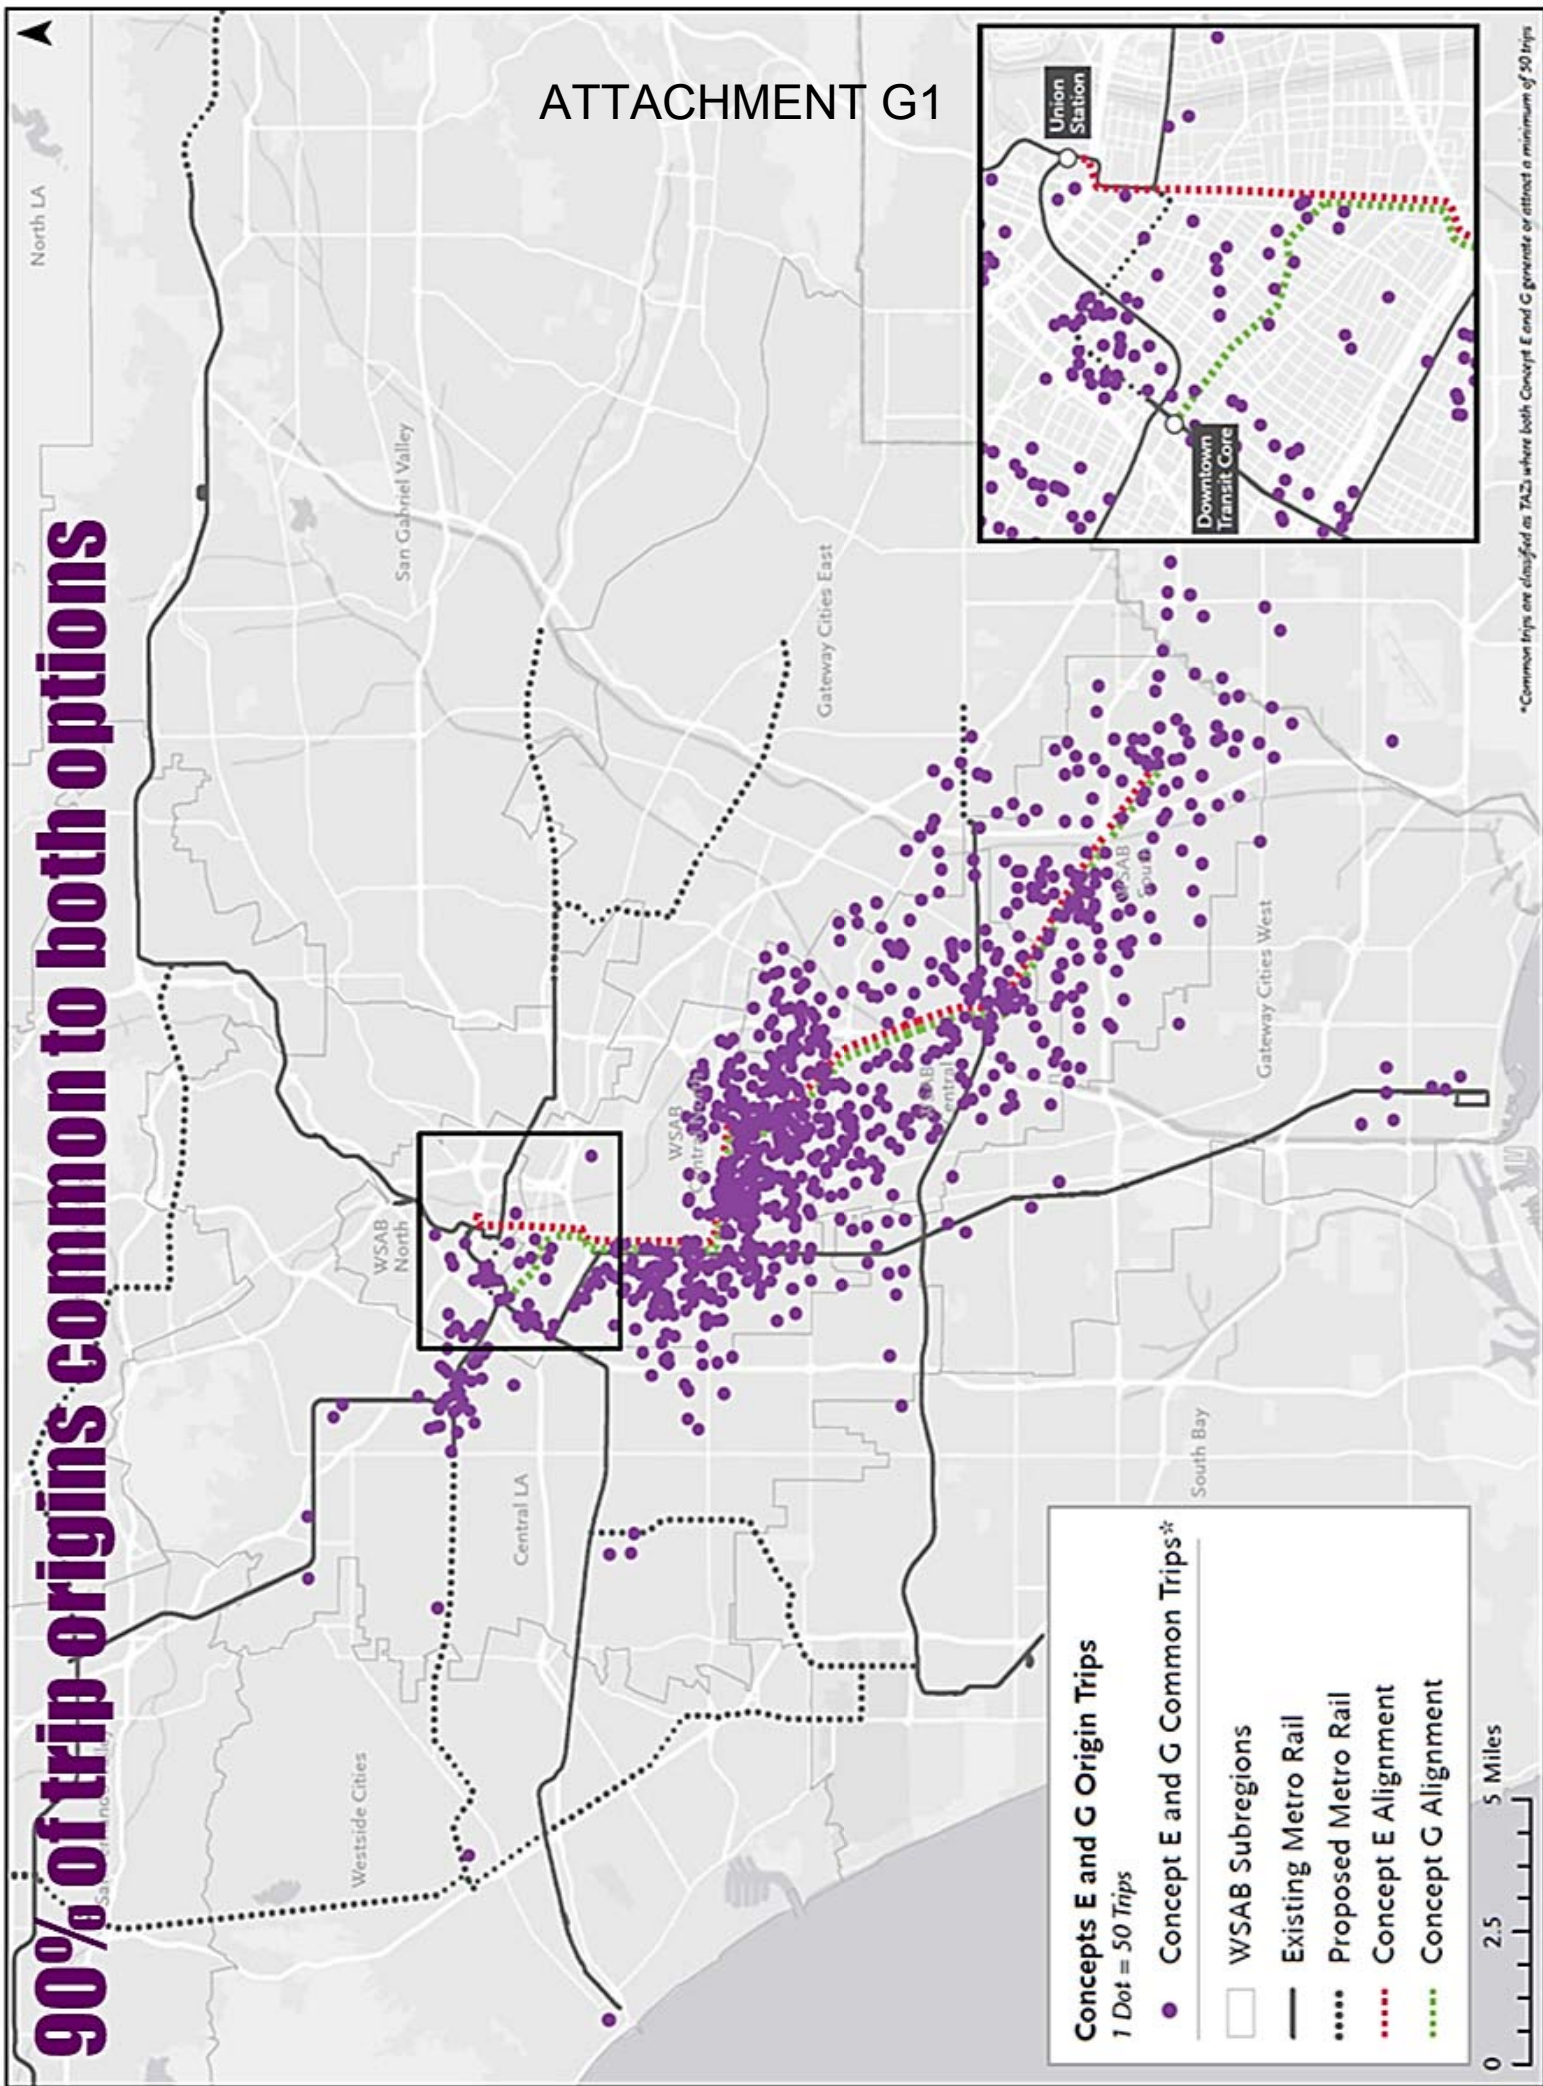 ATTACHMENT G1
90% of trip origins common to both options
North LA
San Gabriel Valley
Gateway Cities East
WSAB
North
WSAB
WSAB
Central
WSAB
South
Gateway Cities West
Central LA
Westside Cities
South Bay
Union
Station
Downtown
Transit Core
Concepts E and G Origin Trips
1 Dot = 50 Trips
Concept E and G Common Trips*
WSAB Subregions
Existing Metro Rail
Proposed Metro Rail
Concept E Alignment
Concept G Alignment
0 2.5 5 Miles
*Common trips are classified as TAZs where both Concept E and G generate or attract a minimum of 50 trips